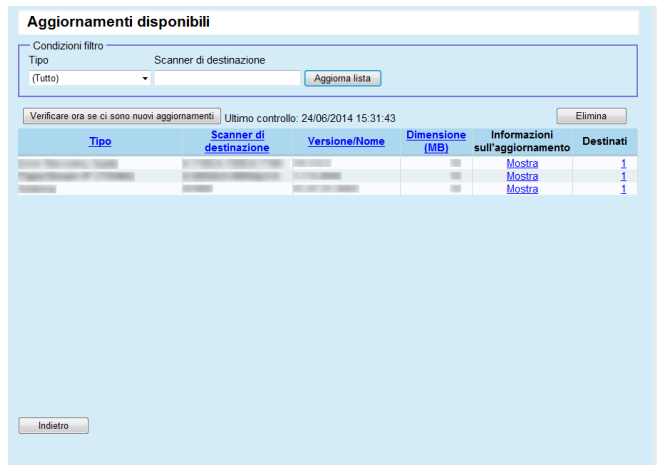 Aggiornamenti disponibili
Condizioni filtro
Tipo Scanner di destinazione
(Tutto) Aggiorna lista
Verificare ora se ci sono nuovi aggiornamenti Ultimo controllo: 24/06/2014 15:31:43 Elimina
Tipo Scanner di destinazione Versione/Nome Dimensione (MB) Informazioni sull'aggiornamento Destinati
Mostra 1
Mostra 1
Mostra 1
Indietro